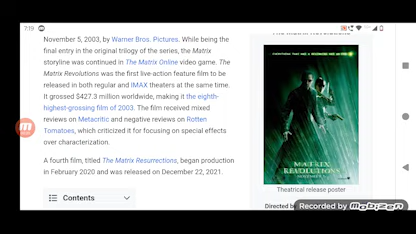 7:19
November 5, 2003, by Warner Bros. Pictures. While being the
final entry in the original trilogy of the series, the Matrix
storyline was continued in The Matrix Online video game. The
Matrix Revolutions was the first live-action feature film to be
released in both regular and IMAX theaters at the same time.
It grossed $427.3 million worldwide, making it the eighth-
highest-grossing film of 2003. The film received mixed
reviews on Metacritic and negative reviews on Rotten
Tomatoes, which criticized it for focusing on special effects
over characterization.
A fourth film, titled The Matrix Resurrections, began production
in February 2020 and was released on December 22, 2021.
Contents
MATRIX
REVOLUTIONS
Theatrical release poster
Directed by
Recorded by Mobizen